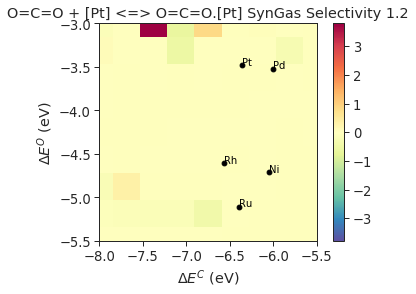 O=C=O + [Pt] <=> O=C=O.[Pt] SynGas Selectivity 1.2
−3.0
−3.5
−4.0
−4.5
−5.0
−5.5
ΔE^O (eV)
Pt
Pd
Rh
Ni
Ru
−8.0 −7.5 −7.0 −6.5 −6.0 −5.5
ΔE^C (eV)
3
2
1
0
−1
−2
−3